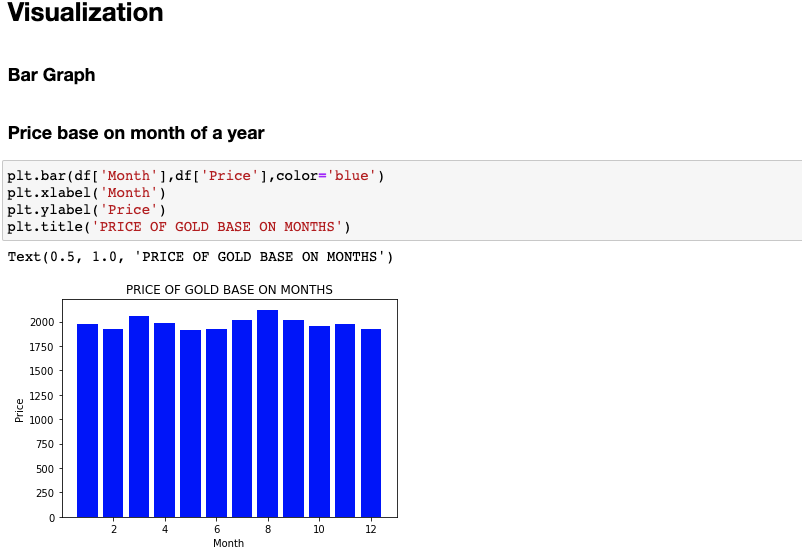 Visualization
Bar Graph
Price base on month of a year
plt.bar(df['Month'],df['Price'],color='blue')
plt.xlabel('Month')
plt.ylabel('Price')
plt.title('PRICE OF GOLD BASE ON MONTHS')
Text(0.5, 1.0, 'PRICE OF GOLD BASE ON MONTHS')
PRICE OF GOLD BASE ON MONTHS
2000
1750
1500
1250
1000
750
500
250
0
Price
2 4 6 8 10 12
Month